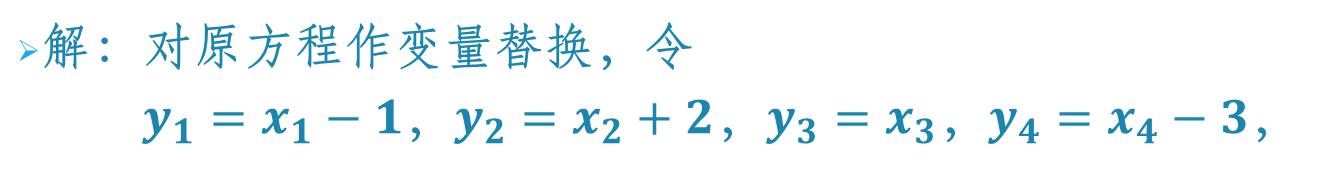 ➢解：对原方程作变量替换，令
y₁ = x₁ − 1, y₂ = x₂ + 2, y₃ = x₃, y₄ = x₄ − 3,